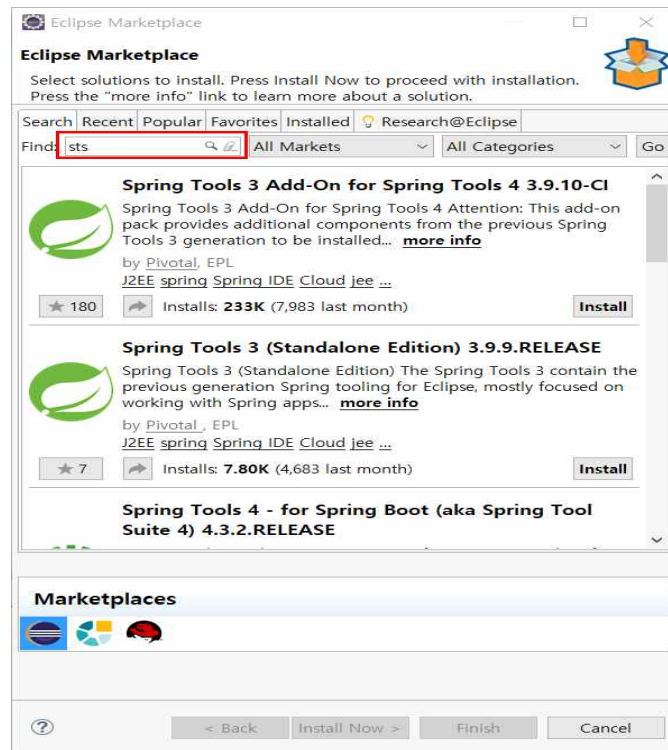 Eclipse Marketplace
Eclipse Marketplace
Select solutions to install. Press Install Now to proceed with installation.
Press the "more info" link to learn more about a solution.
Search Recent Popular Favorites Installed Research@Eclipse
Find: sts All Markets All Categories Go
Spring Tools 3 Add-On for Spring Tools 4 3.9.10-CI
Spring Tools 3 Add-On for Spring Tools 4 Attention: This add-on
pack provides additional components from the previous Spring
Tools 3 generation to be installed... more info
by Pivotal, EPL
J2EE spring Spring IDE Cloud jee ...
180 Installs: 233K (7,983 last month) Install
Spring Tools 3 (Standalone Edition) 3.9.9.RELEASE
Spring Tools 3 (Standalone Edition) The Spring Tools 3 contain the
previous generation Spring tooling for Eclipse, mostly focused on
working with Spring apps... more info
by Pivotal , EPL
J2EE spring Spring IDE Cloud jee ...
7 Installs: 7.80K (4,683 last month) Install
Spring Tools 4 - for Spring Boot (aka Spring Tool
Suite 4) 4.3.2.RELEASE
Marketplaces
? < Back Install Now > Finish Cancel